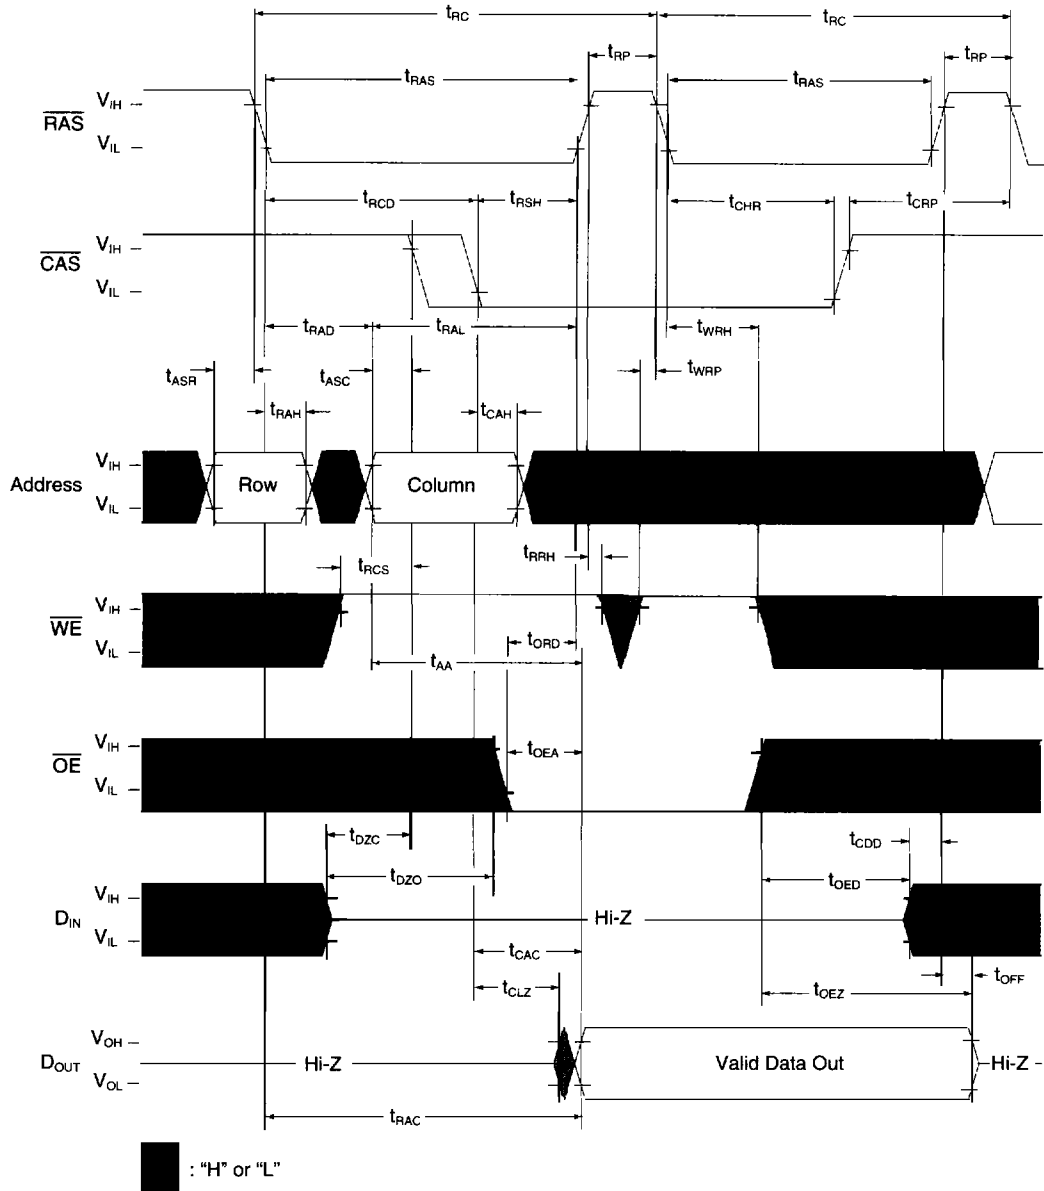 tRC tRC
tRP tRP
tRAS tRAS
VIH
RAS
VIL
tRCD tRSH tCHR tCRP
VIH
CAS
VIL
tRAD tRAL tWRH
tASR tASC tWRP
tRAH tCAH
VIH
Address Row Column
VIL
tRRH
tRCS
VIH
WE
VIL
tORD
tAA
VIH
OE tOEA
VIL
tDZC tCDD
tDZO tOED
VIH
DIN Hi-Z
VIL
tCAC
tCLZ tOEZ tOFF
VOH
DOUT Hi-Z Valid Data Out Hi-Z
VOL
tRAC
: "H" or "L"